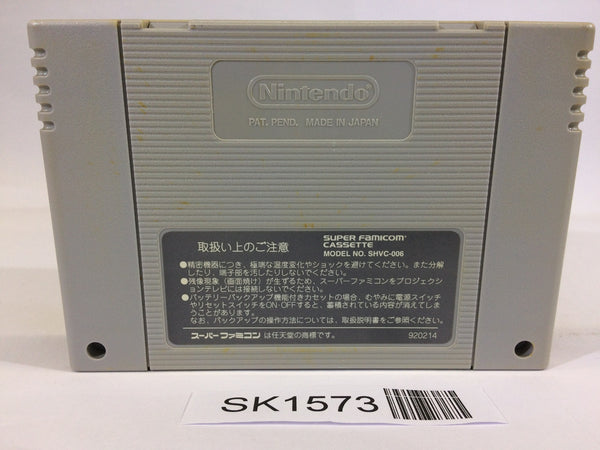 Nintendo
PAT. PEND. MADE IN JAPAN
取扱い上のご注意
SUPER FAMICOM
CASSETTE
MODEL NO. SHVC-006
●精密機器につき、極端な温度変化やショックを避けてください。また分解
したり、端子部を汚したりしないでください。
●残像現象（画面焼け）が生ずるため、スーパーファミコンをプロジェクシ
ョンテレビには接続しないでください。
●バッテリーバックアップ機能付きカセットの場合、むやみに電源スイッチ
やリセットスイッチをON・OFFすると、蓄積されている内容が消えてしま
うことがあります。
なお、バックアップの操作方法については、取扱説明書をご参照ください。
スーパーファミコン は任天堂の商標です。
920214
SK1573